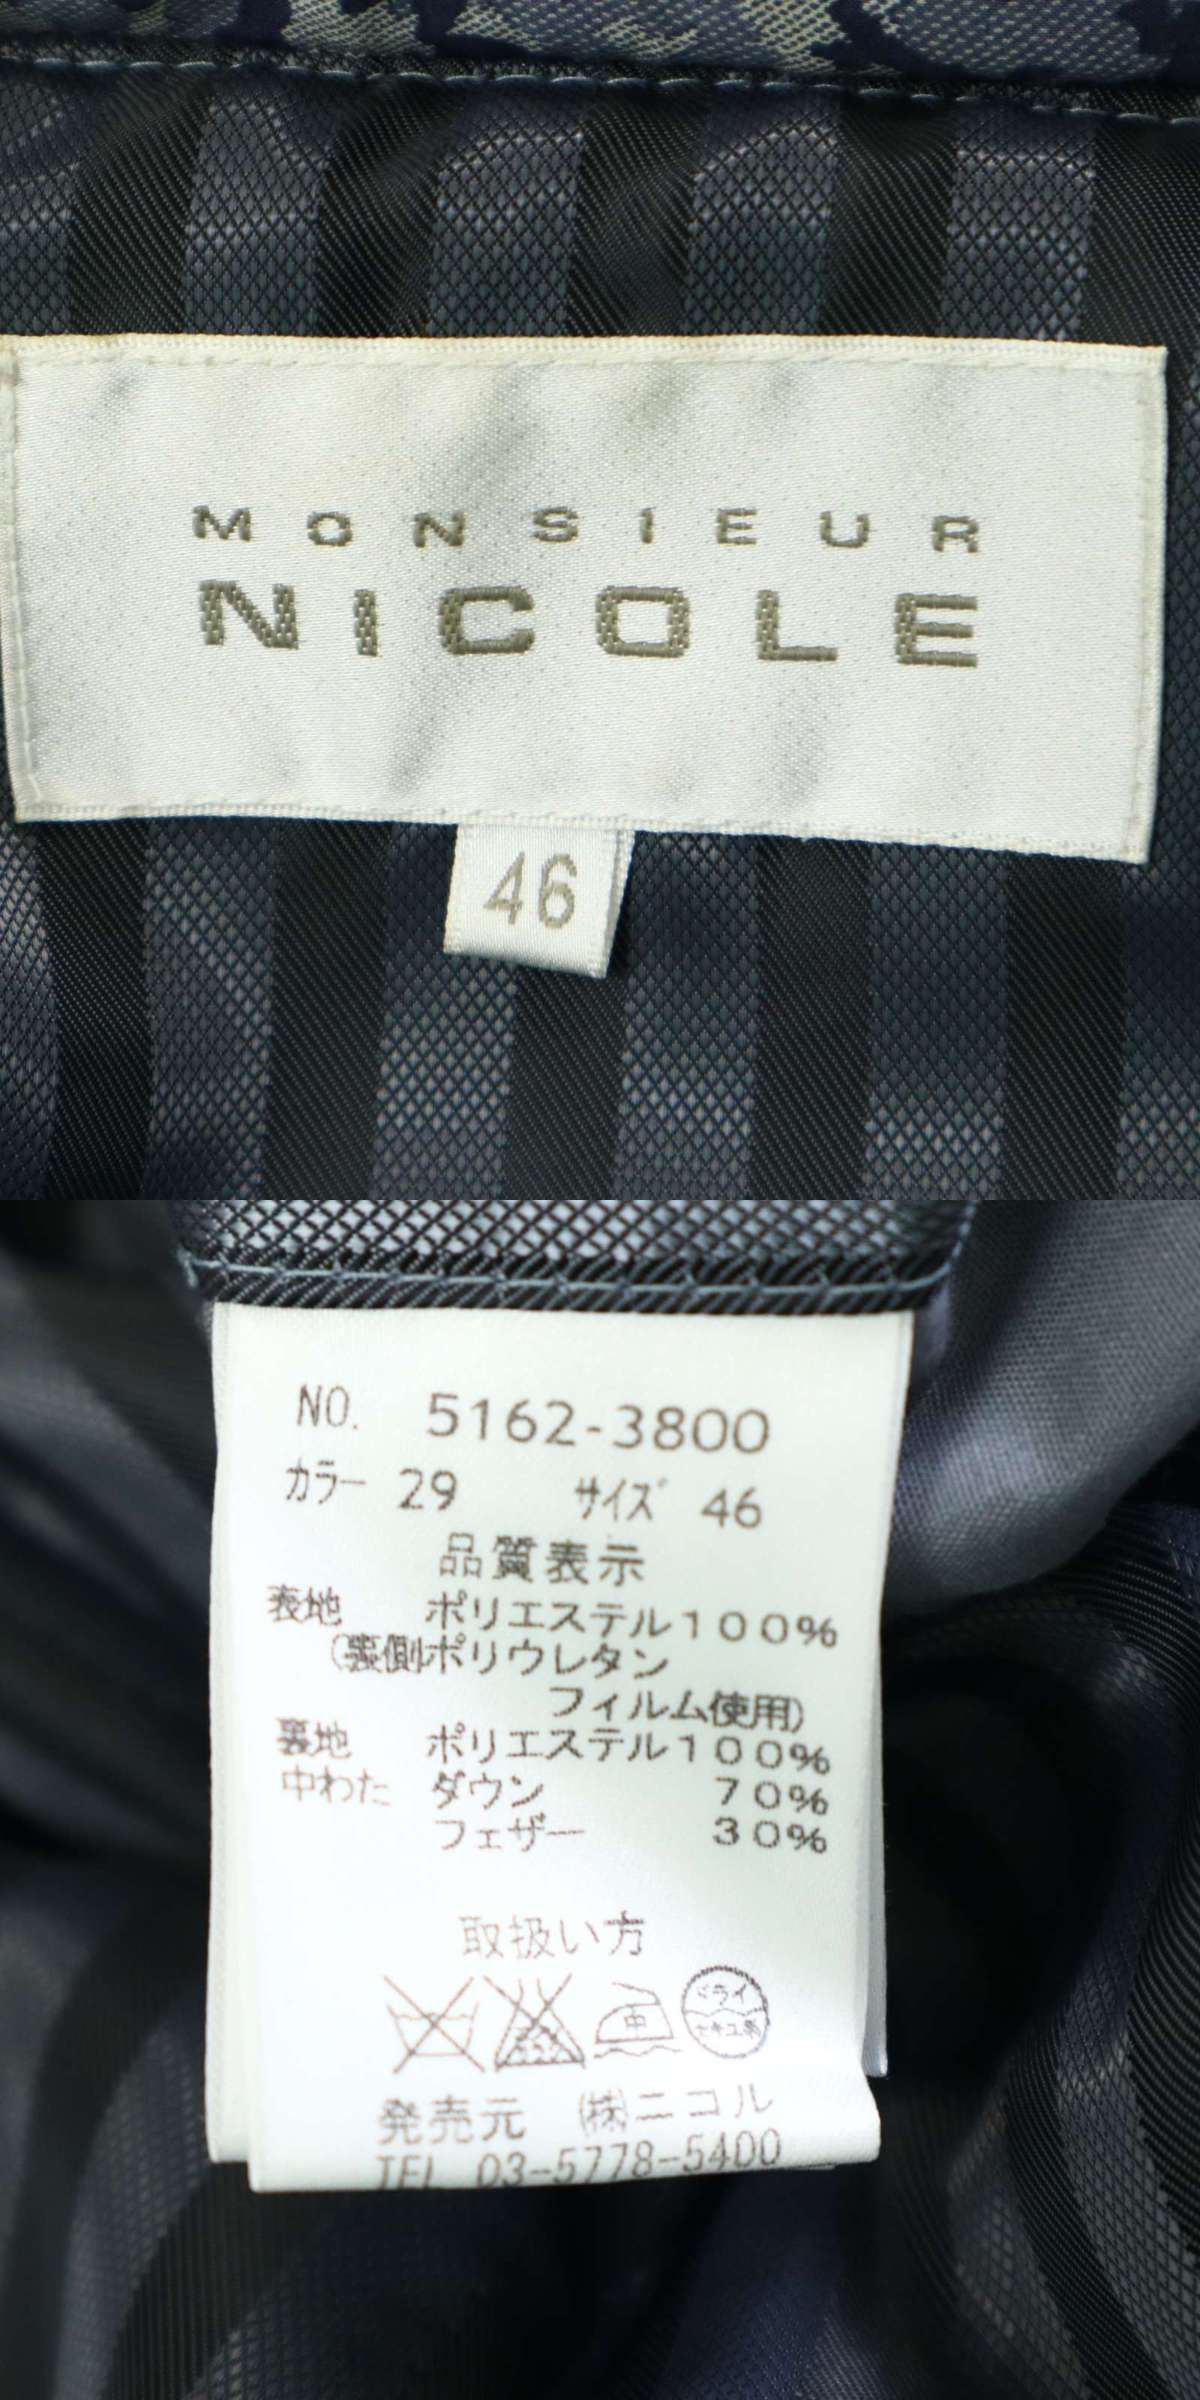 MONSIEUR
NICOLE
46
NO. 5162-3800
カラー 29 サイズ 46
品質表示
表地 ポリエステル100%
(裏側ポリウレタン
フィルム使用)
裏地 ポリエステル100%
中わた ダウン 70%
フェザー 30%
取扱い方
中
ドライ
セキユ系
発売元 ㈱ニコル
TEL 03-5778-5400